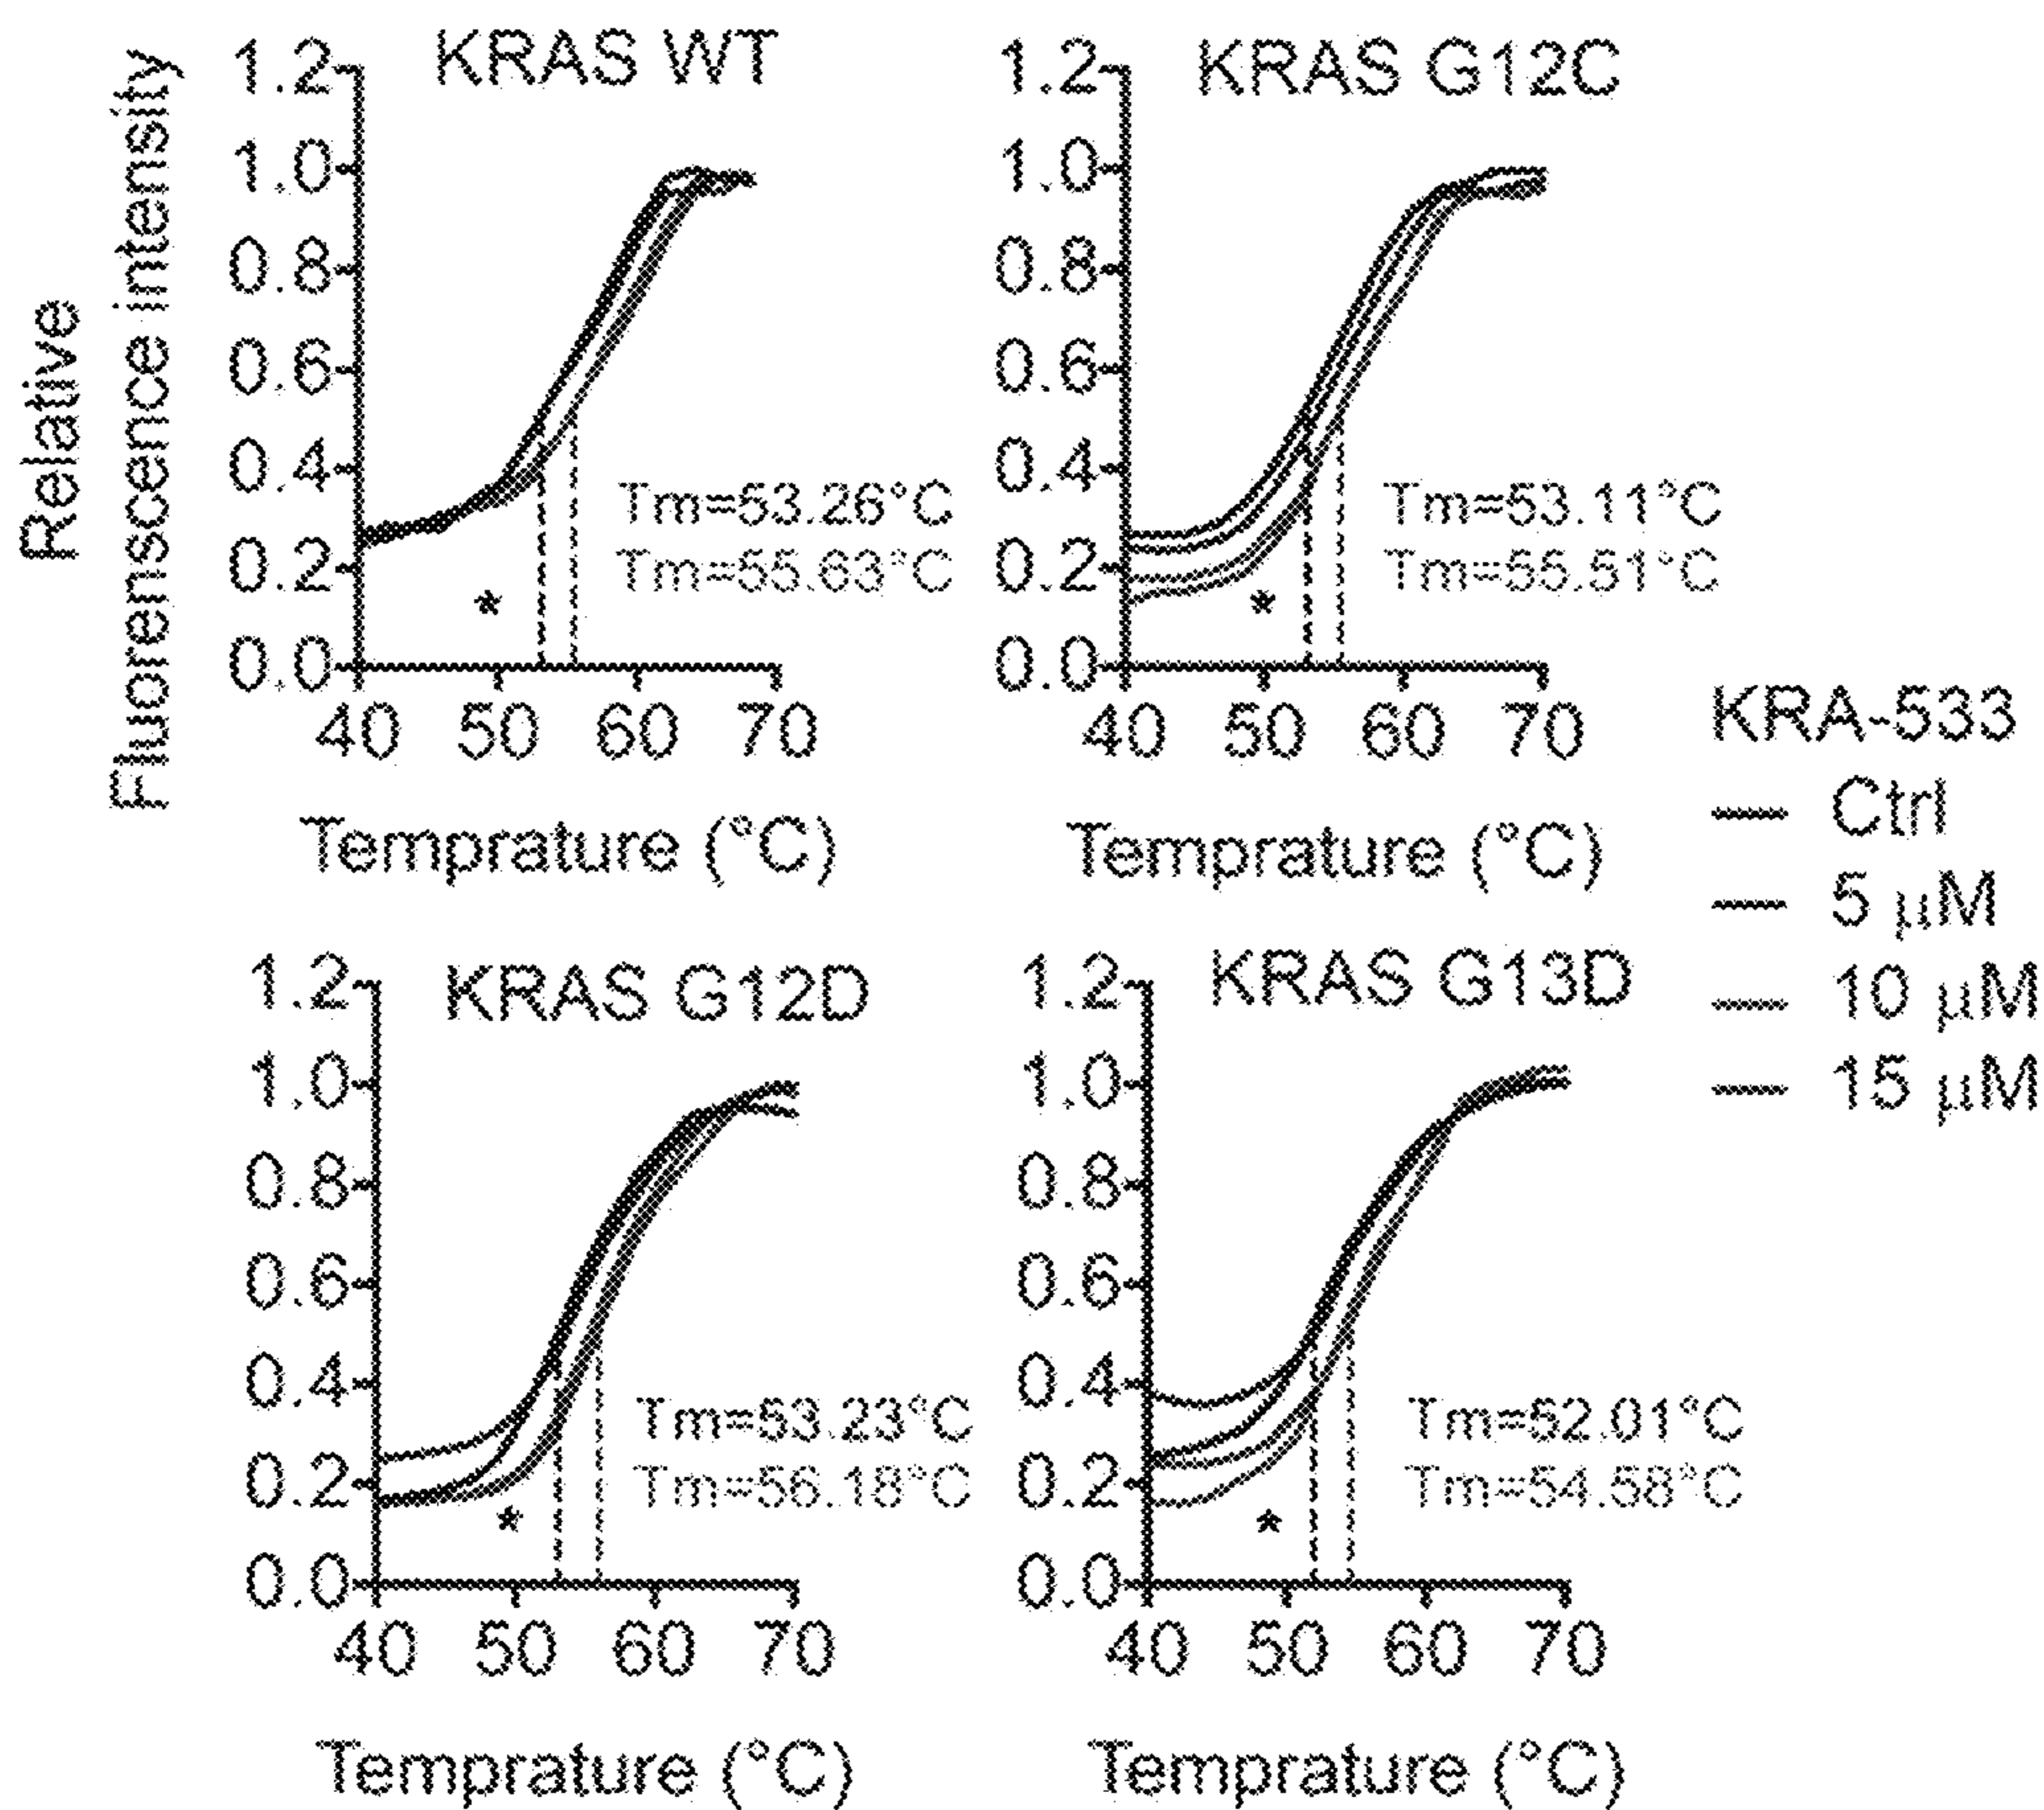 Relative
Fluorenscence intensity
KRAS WT
1.2
1.0
0.8
0.6
0.4
0.2
0.0
Tm=53.26°C
Tm=55.63°C
*
40 50 60 70
Temprature (°C)
KRAS G12C
1.2
1.0
0.8
0.6
0.4
0.2
0.0
Tm=53.11°C
Tm=55.51°C
*
40 50 60 70
Temprature (°C)
KRA-533
Ctrl
5 μM
10 μM
15 μM
KRAS G12D
1.2
1.0
0.8
0.6
0.4
0.2
0.0
Tm=53.23°C
Tm=56.18°C
*
40 50 60 70
Temprature (°C)
KRAS G13D
1.2
1.0
0.8
0.6
0.4
0.2
0.0
Tm=52.01°C
Tm=54.58°C
*
40 50 60 70
Temprature (°C)